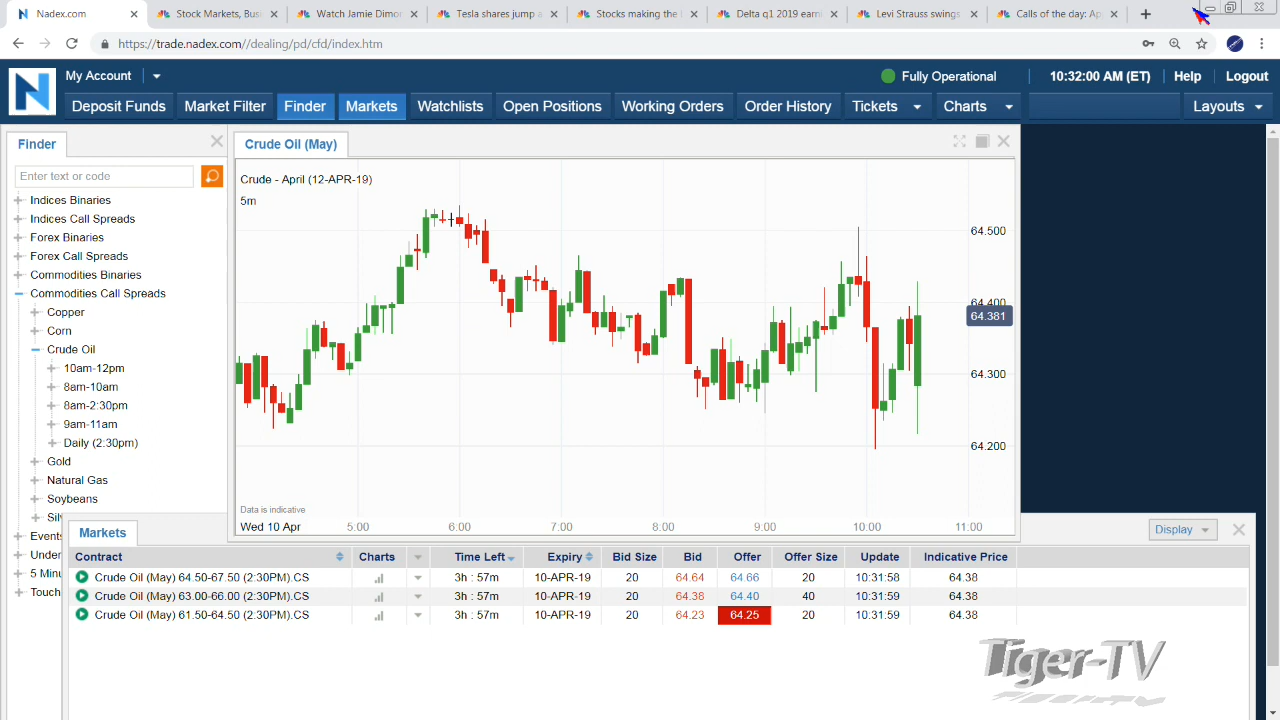 Nadex.com
Stock Markets, Busi
Watch Jamie Dimon
Tesla shares jump a
Stocks making the b
Delta q1 2019 earni
Levi Strauss swings
Calls of the day: Ap
https://trade.nadex.com//dealing/pd/cfd/index.htm
My Account
Fully Operational
10:32:00 AM (ET)
Help
Logout
Deposit Funds
Market Filter
Finder
Markets
Watchlists
Open Positions
Working Orders
Order History
Tickets
Charts
Layouts
Finder
Enter text or code
Indices Binaries
Indices Call Spreads
Forex Binaries
Forex Call Spreads
Commodities Binaries
Commodities Call Spreads
Copper
Corn
Crude Oil
10am-12pm
8am-10am
8am-2:30pm
9am-11am
Daily (2:30pm)
Gold
Natural Gas
Soybeans
Silv
Events
Under
5 Minu
Touch
Crude Oil (May)
Crude - April (12-APR-19)
5m
64.500
64.400
64.381
64.300
64.200
Data is indicative
Wed 10 Apr 5:00 6:00 7:00 8:00 9:00 10:00 11:00
Markets
Display
Contract Charts Time Left Expiry Bid Size Bid Offer Offer Size Update Indicative Price
Crude Oil (May) 64.50-67.50 (2:30PM).CS 3h : 57m 10-APR-19 20 64.64 64.66 20 10:31:58 64.38
Crude Oil (May) 63.00-66.00 (2:30PM).CS 3h : 57m 10-APR-19 20 64.38 64.40 40 10:31:59 64.38
Crude Oil (May) 61.50-64.50 (2:30PM).CS 3h : 57m 10-APR-19 20 64.23 64.25 20 10:31:59 64.38
Tiger-TV